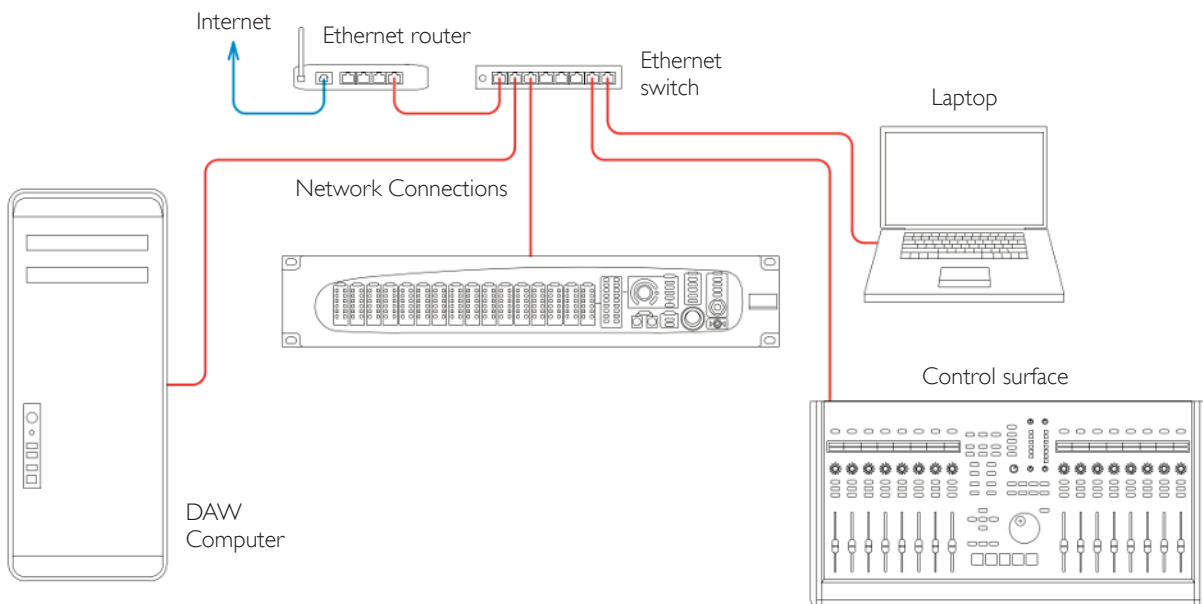 Internet
Ethernet router
Ethernet
switch
Laptop
Network Connections
Control surface
DAW
Computer